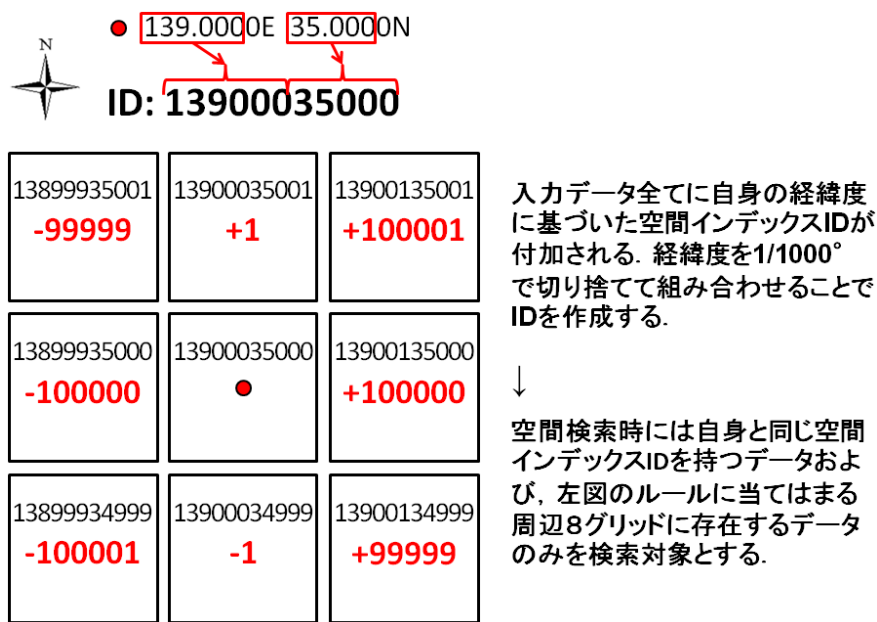 139.0000E 35.0000N
N
ID: 13900035000
13899935001 13900035001 13900135001
-99999 +1 +100001
13899935000 13900035000 13900135000
-100000 +100000
13899934999 13900034999 13900134999
-100001 -1 +99999
入力データ全てに自身の経緯度
に基づいた空間インデックスIDが
付加される. 経緯度を1/1000°
で切り捨てて組み合わせることで
IDを作成する.
↓
空間検索時には自身と同じ空間
インデックスIDを持つデータおよ
び, 左図のルールに当てはまる
周辺8グリッドに存在するデータ
のみを検索対象とする.